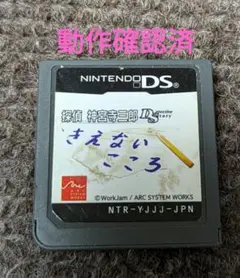 動作確認済
NINTENDO DS
探偵 神宮寺三郎 DS
きえない
こころ
©WorkJam / ARC SYSTEM WORKS
NTR-YJJJ-JPN